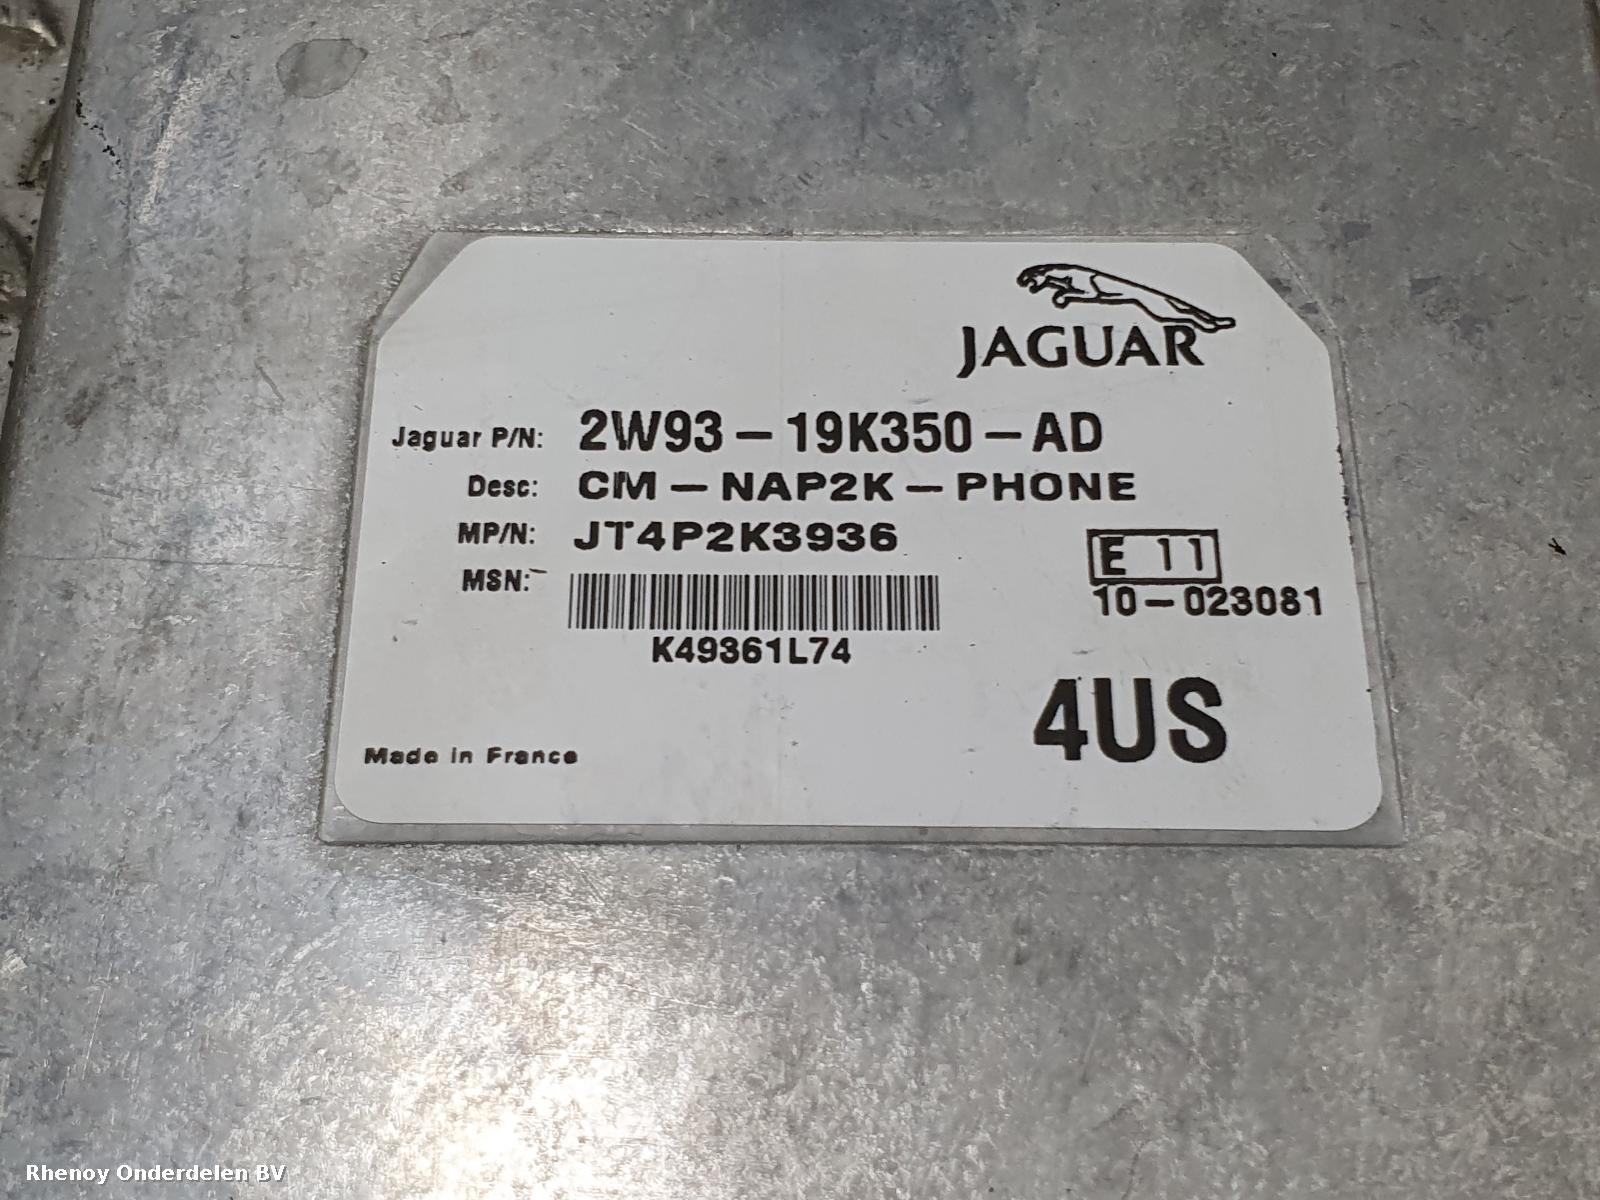 JAGUAR
Jaguar P/N: 2W93-19K350-AD
Desc: CM-NAP2K-PHONE
MP/N: JT4P2K3936
MSN:
K49361L74
E 11
10-023081
4US
Made in France
Rhenoy Onderdelen BV